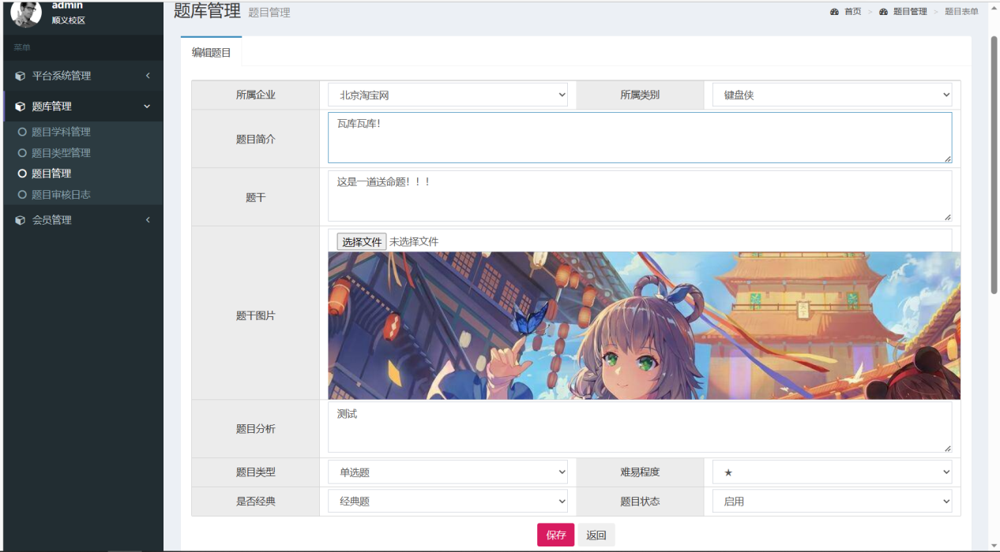 admin
顺义校区
菜单
平台系统管理
题库管理
题目学科管理
题目类型管理
题目管理
题目审核日志
会员管理
题库管理 题目管理
首页 > 题目管理 > 题目表单
编辑题目
所属企业 北京淘宝网 所属类别 键盘侠
题目简介 瓦库瓦库!
题干 这是一道送命题!!!
题干图片 选择文件 未选择文件
题目分析 测试
题目类型 单选题 难易程度 ★
是否经典 经典题 题目状态 启用
保存 返回